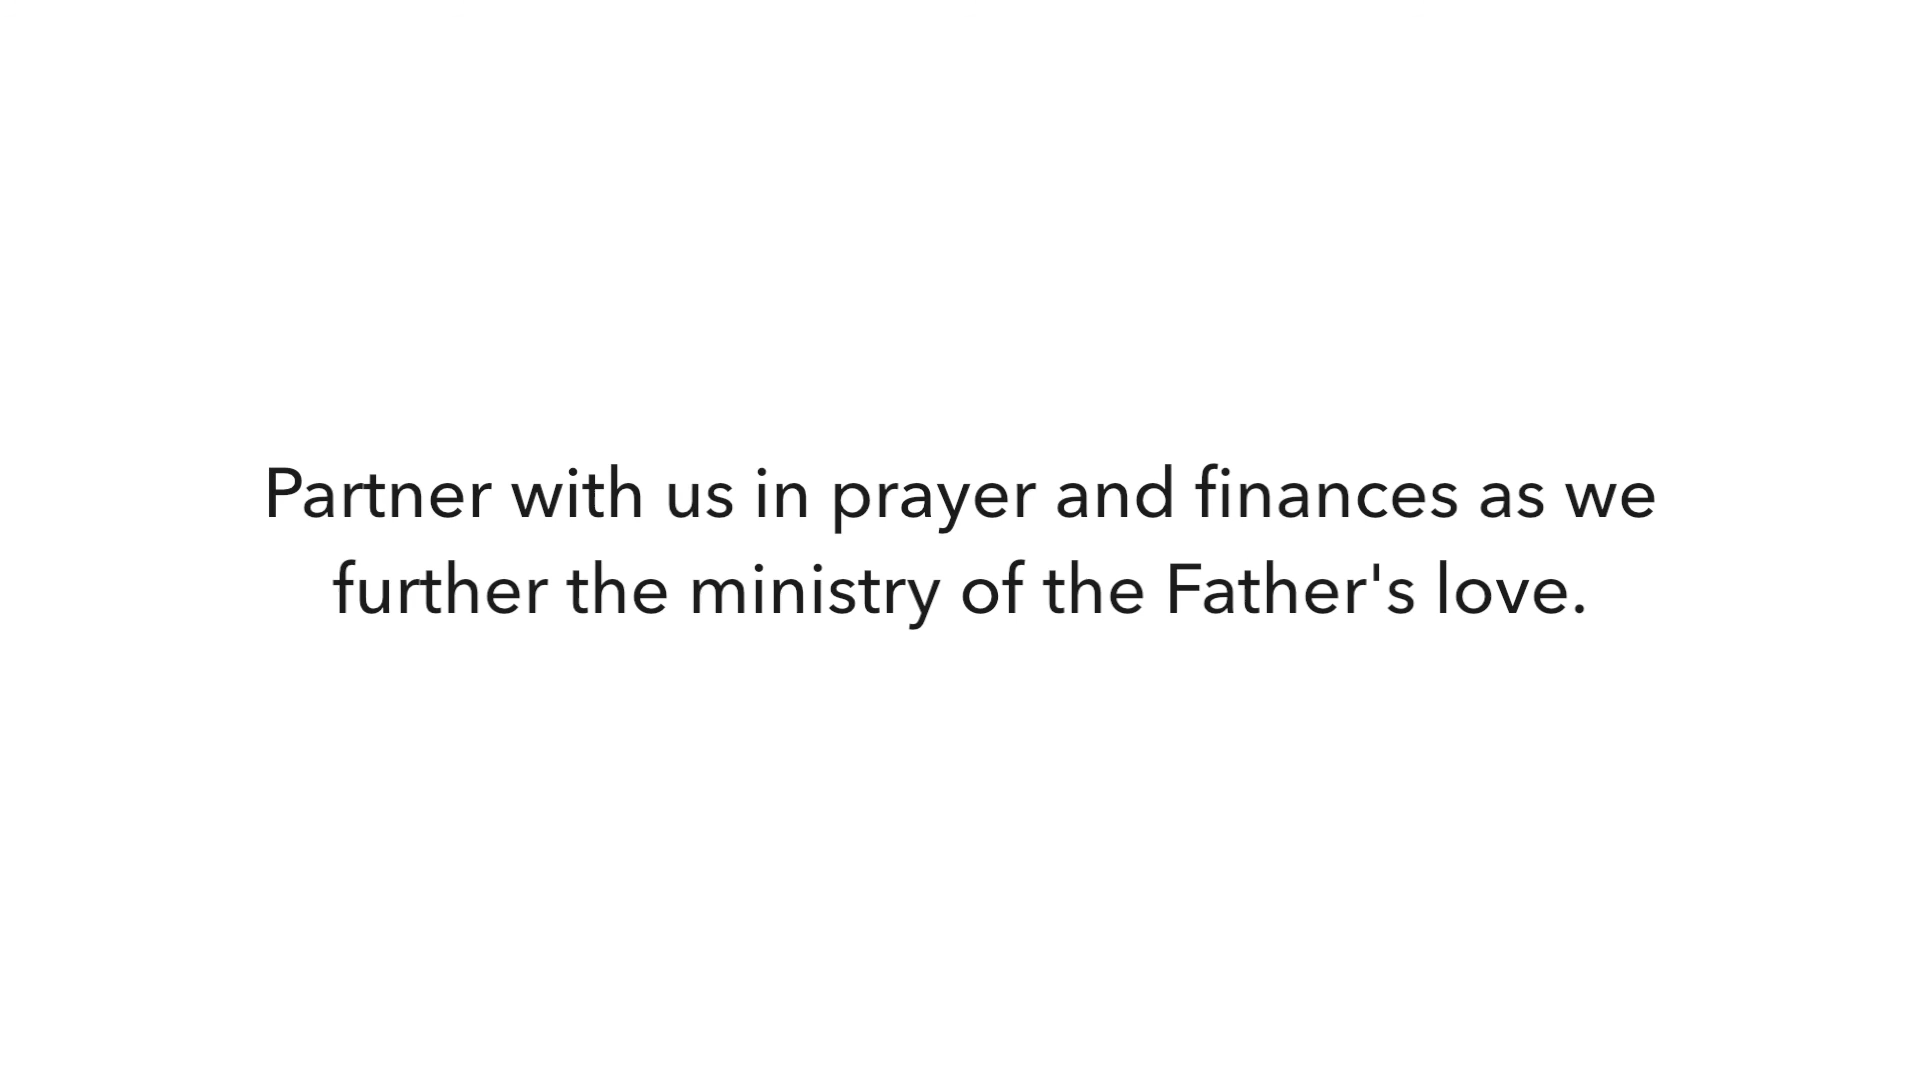 Partner with us in prayer and finances as we
further the ministry of the Father's love.